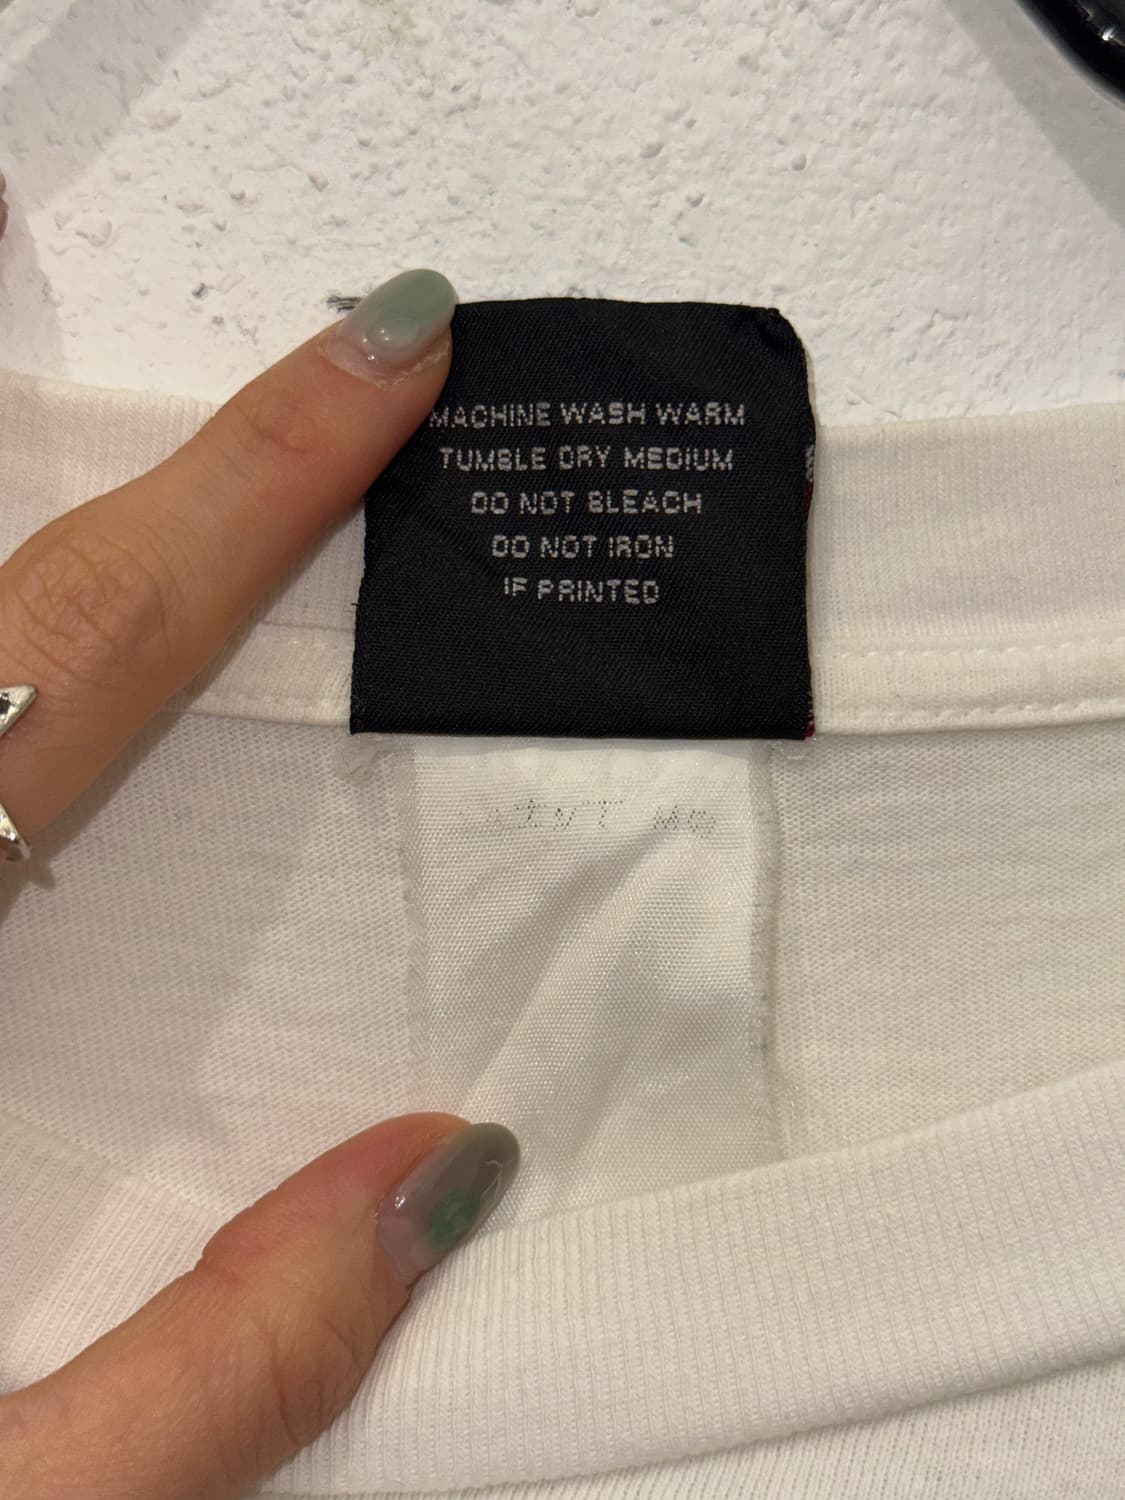 MACHINE WASH WARM
TUMBLE DRY MEDIUM
DO NOT BLEACH
DO NOT IRON
IF PRINTED